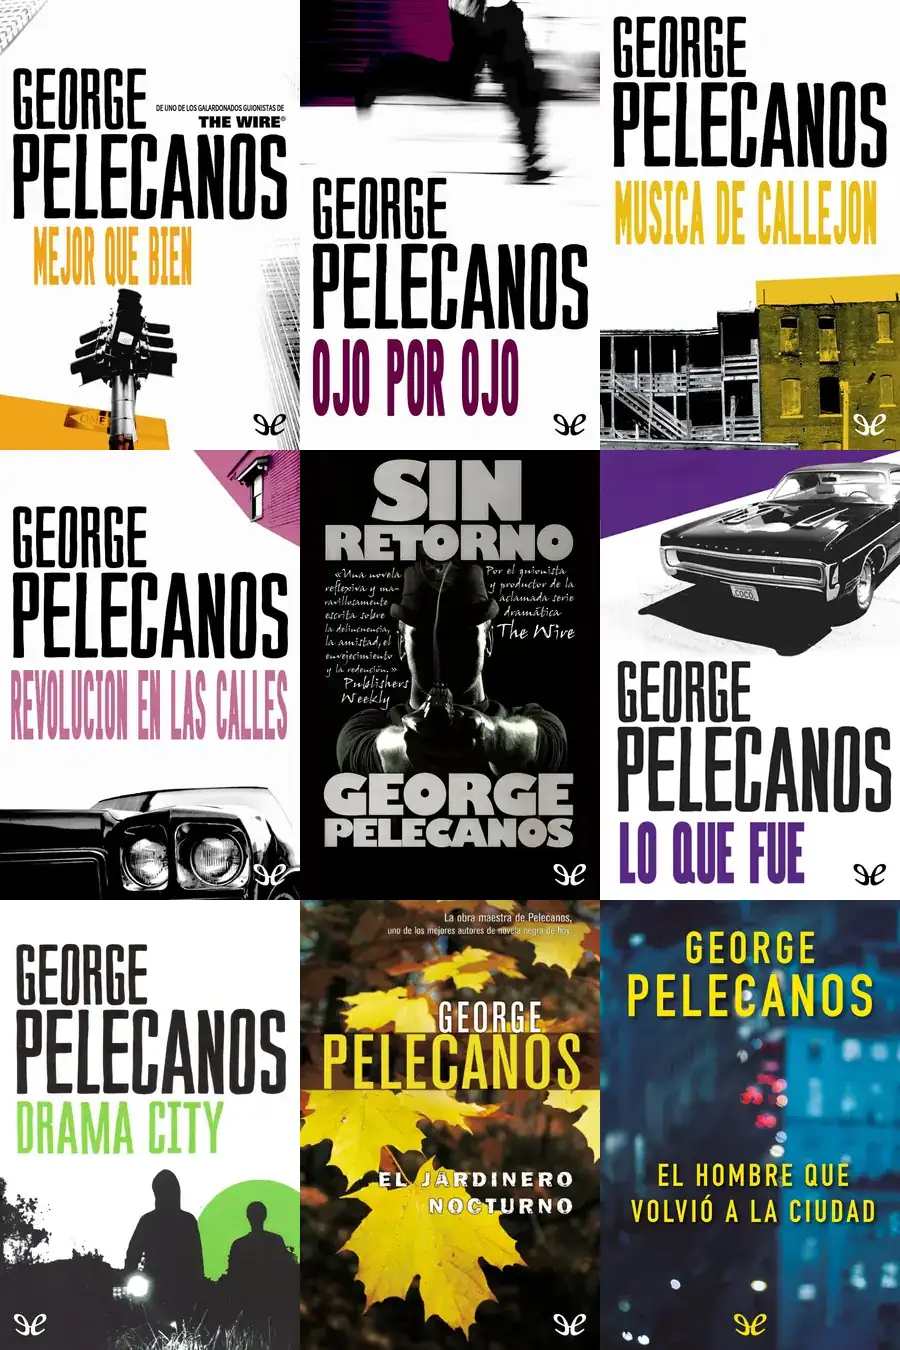 GEORGE
DE UNO DE LOS GALARDONADOS GUIONISTAS DE
THE WIRE®
PELECANOS
MEJOR QUE BIEN
ONE
GEORGE
PELECANOS
OJO POR OJO
GEORGE
PELECANOS
MUSICA DE CALLEJON
GEORGE
PELECANOS
REVOLUCION EN LAS CALLES
SIN
RETORNO
«Una novela
reflexiva y ma-
ravillosamente
escrita sobre
la delincuencia,
la amistad, el
envejecimiento
y la redención.»
Publishers
Weekly
Por el guionista
y productor de la
aclamada serie
dramática
The Wire
GEORGE
PELECANOS
COCO
GEORGE
PELECANOS
LO QUE FUE
GEORGE
PELECANOS
DRAMA CITY
La obra maestra de Pelecanos,
uno de los mejores autores de novela negra de hoy.
GEORGE
PELECANOS
EL JARDINERO
NOCTURNO
GEORGE
PELECANOS
EL HOMBRE QUE
VOLVIÓ A LA CIUDAD